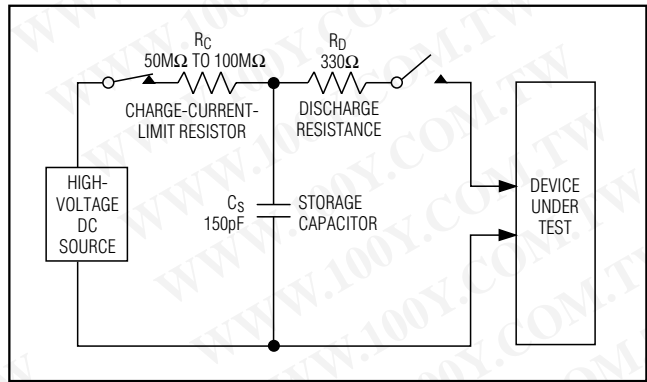 R_C
50MΩ TO 100MΩ
CHARGE-CURRENT-
LIMIT RESISTOR
R_D
330Ω
DISCHARGE
RESISTANCE
HIGH-
VOLTAGE
DC
SOURCE
C_S
150pF
STORAGE
CAPACITOR
DEVICE
UNDER
TEST
WWW.100Y.COM.TW